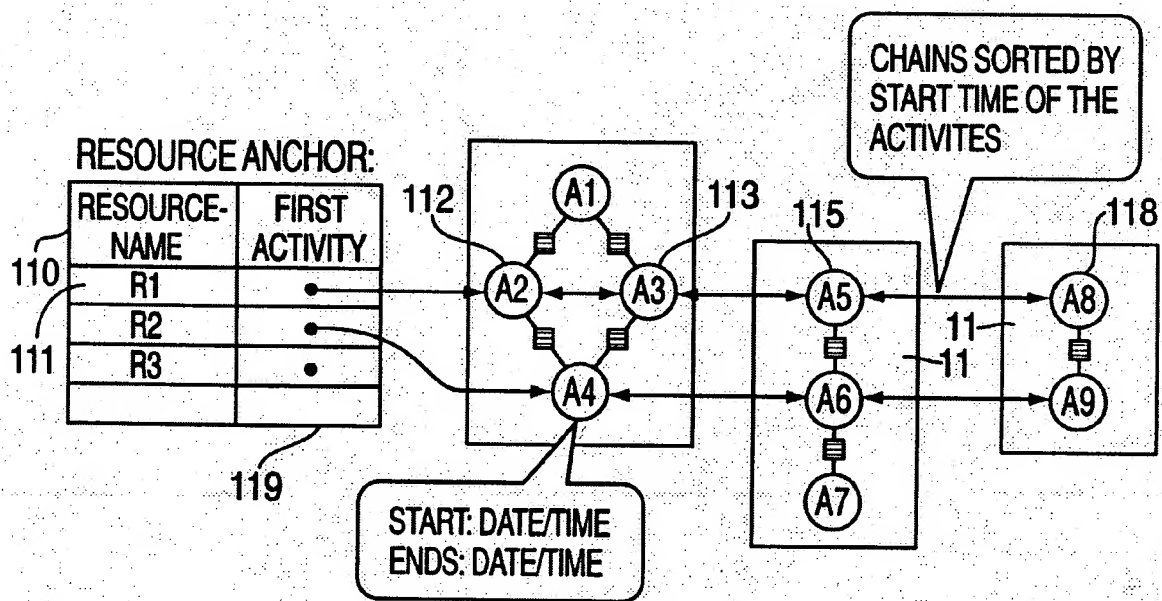 CHAINS SORTED BY
START TIME OF THE
ACTIVITES
RESOURCE ANCHOR:
RESOURCE-
NAME
FIRST
ACTIVITY
110
R1
111
R2
R3
119
112
A1
113
A2
A3
A4
START: DATE/TIME
ENDS: DATE/TIME
115
A5
A6
A7
11
118
A8
11
A9